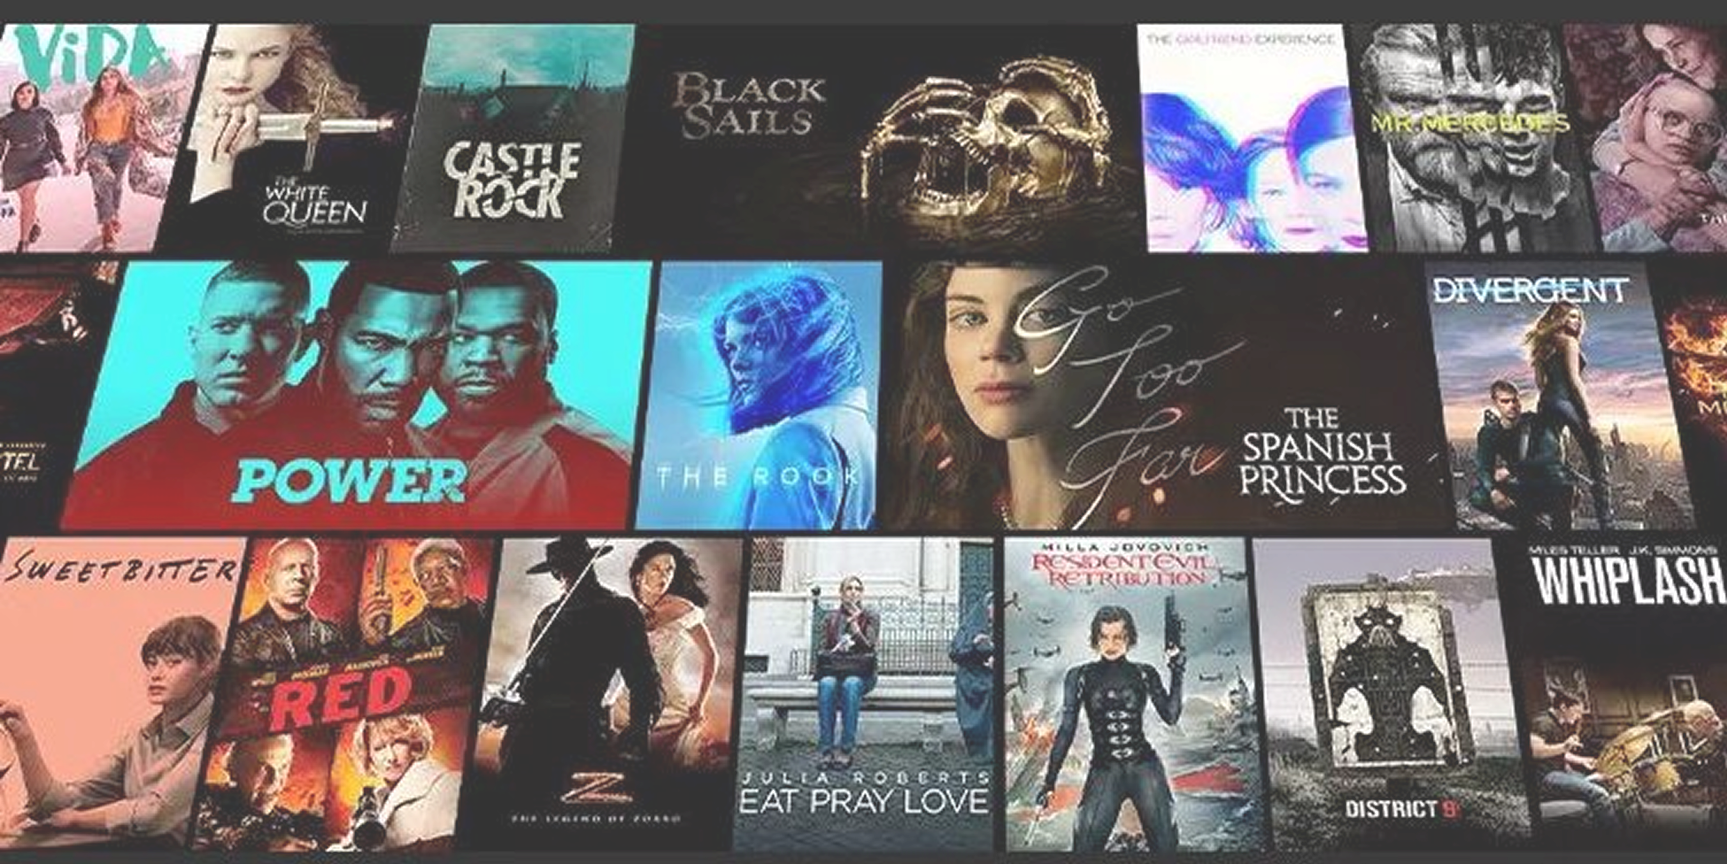 ViDA
THE
WHITE
QUEEN
CASTLE
ROCK
BLACK
SAILS
THE GIRLFRIEND EXPERIENCE
MR MERCEDES
TEL
POWER
THE ROOK
Go
Too
Far
THE
SPANISH
PRINCESS
DIVERGENT
SWEETBITTER
RED
Z
THE LEGEND OF ZORRO
JULIA ROBERTS
EAT PRAY LOVE
MILLA JOVOVICH
RESIDENT EVIL
RETRIBUTION
DISTRICT 9
MILES TELLER J.K. SIMMONS
WHIPLASH